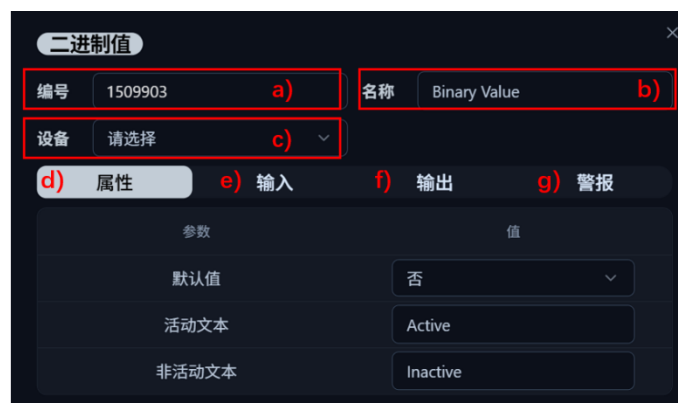 二进制值
编号 1509903 a) 名称 Binary Value b)
设备 请选择 c)
d) 属性 e) 输入 f) 输出 g) 警报
参数 值
默认值 否
活动文本 Active
非活动文本 Inactive